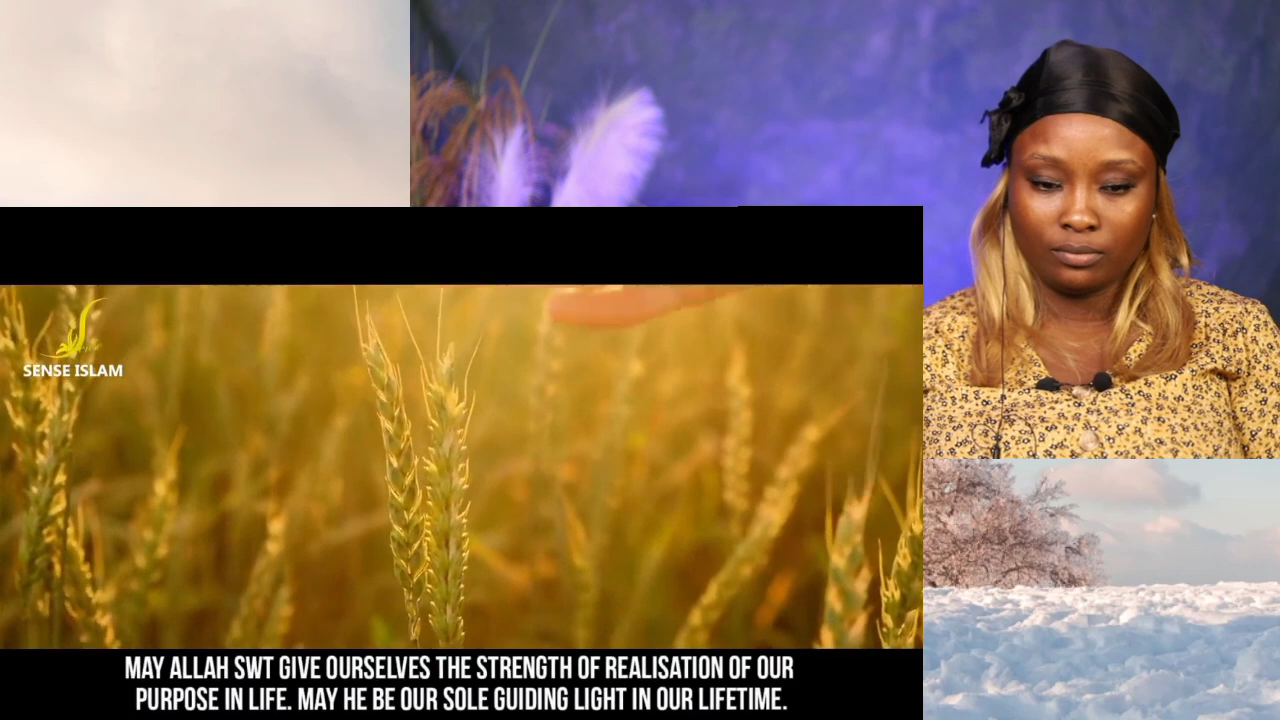 SENSE ISLAM
MAY ALLAH SWT GIVE OURSELVES THE STRENGTH OF REALISATION OF OUR
PURPOSE IN LIFE. MAY HE BE OUR SOLE GUIDING LIGHT IN OUR LIFETIME.